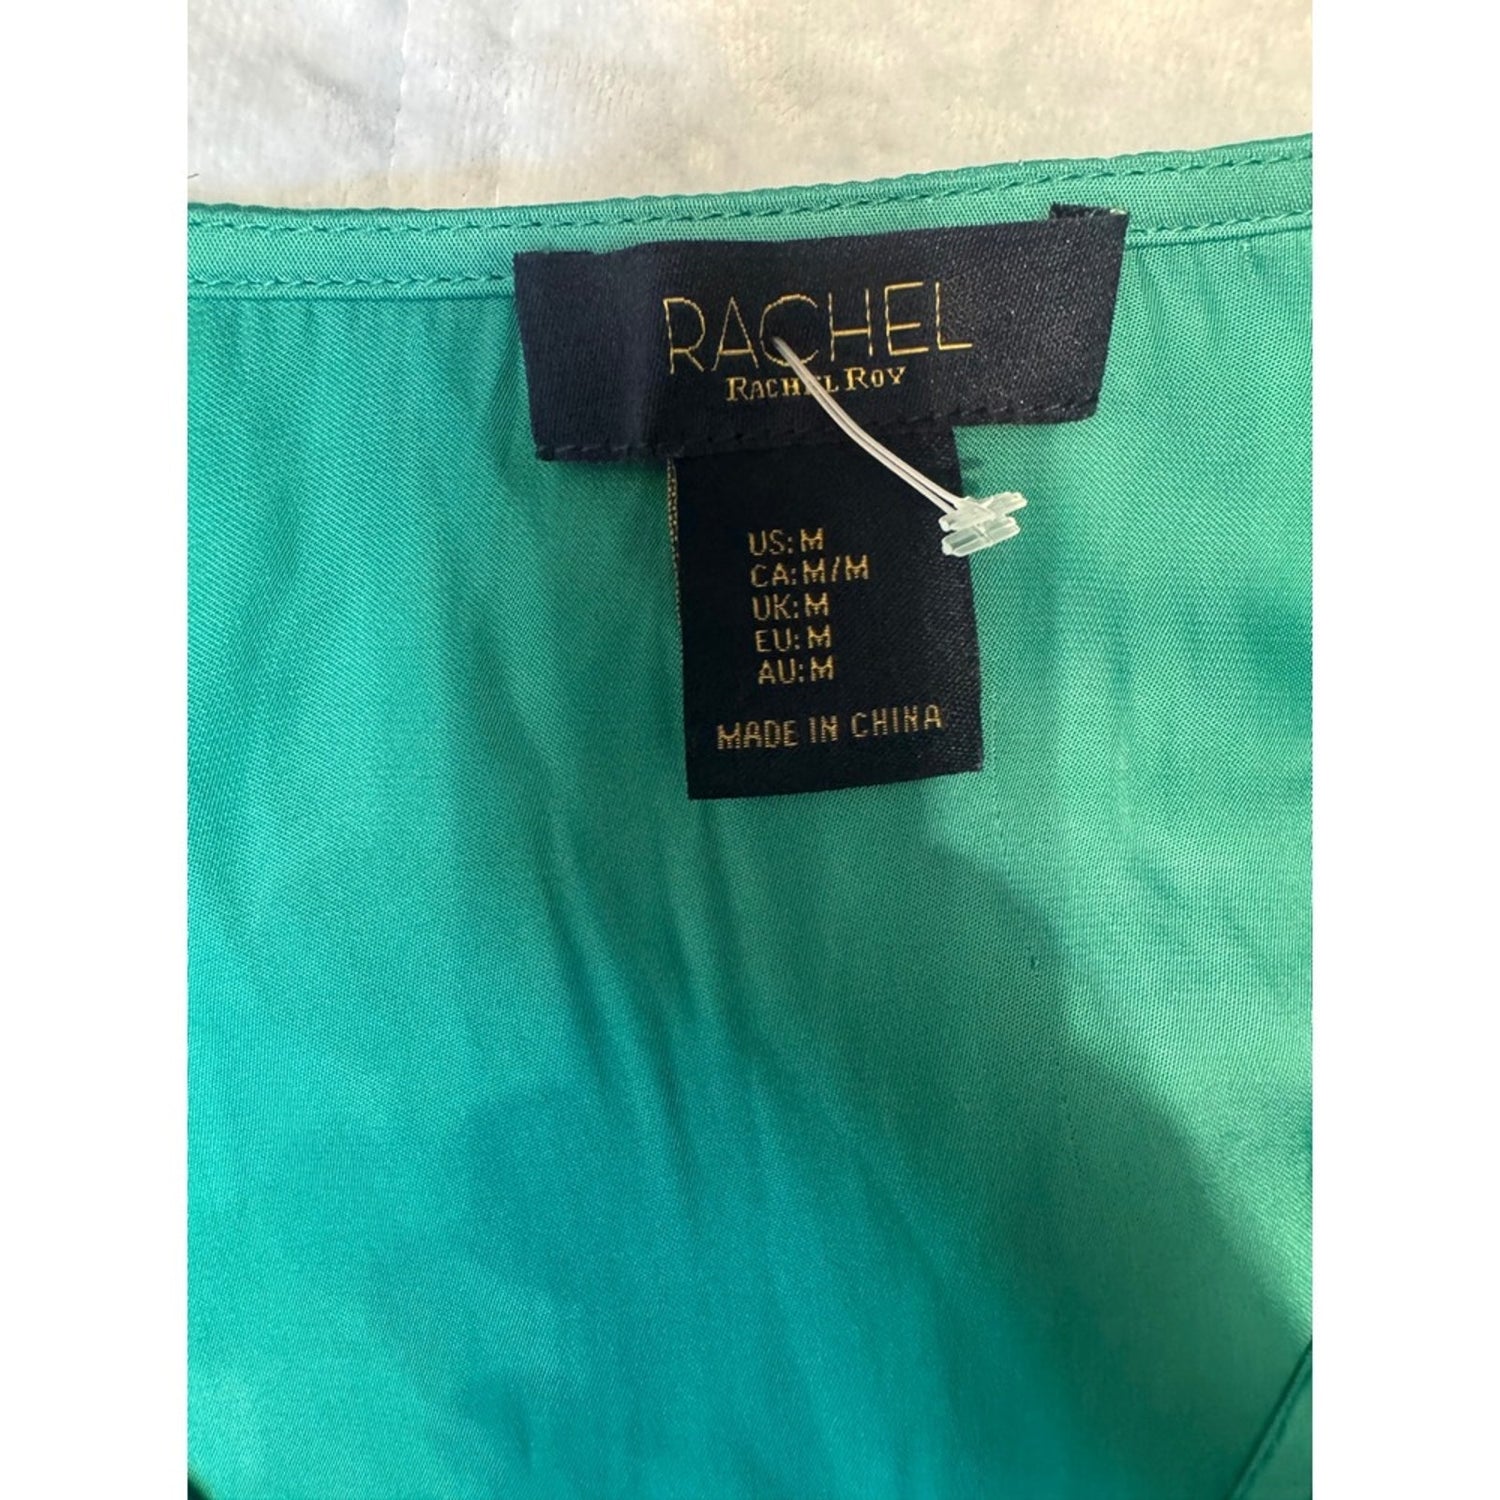 RACHEL
RACHEL ROY
US: M
CA: M/M
UK: M
EU: M
AU: M
MADE IN CHINA